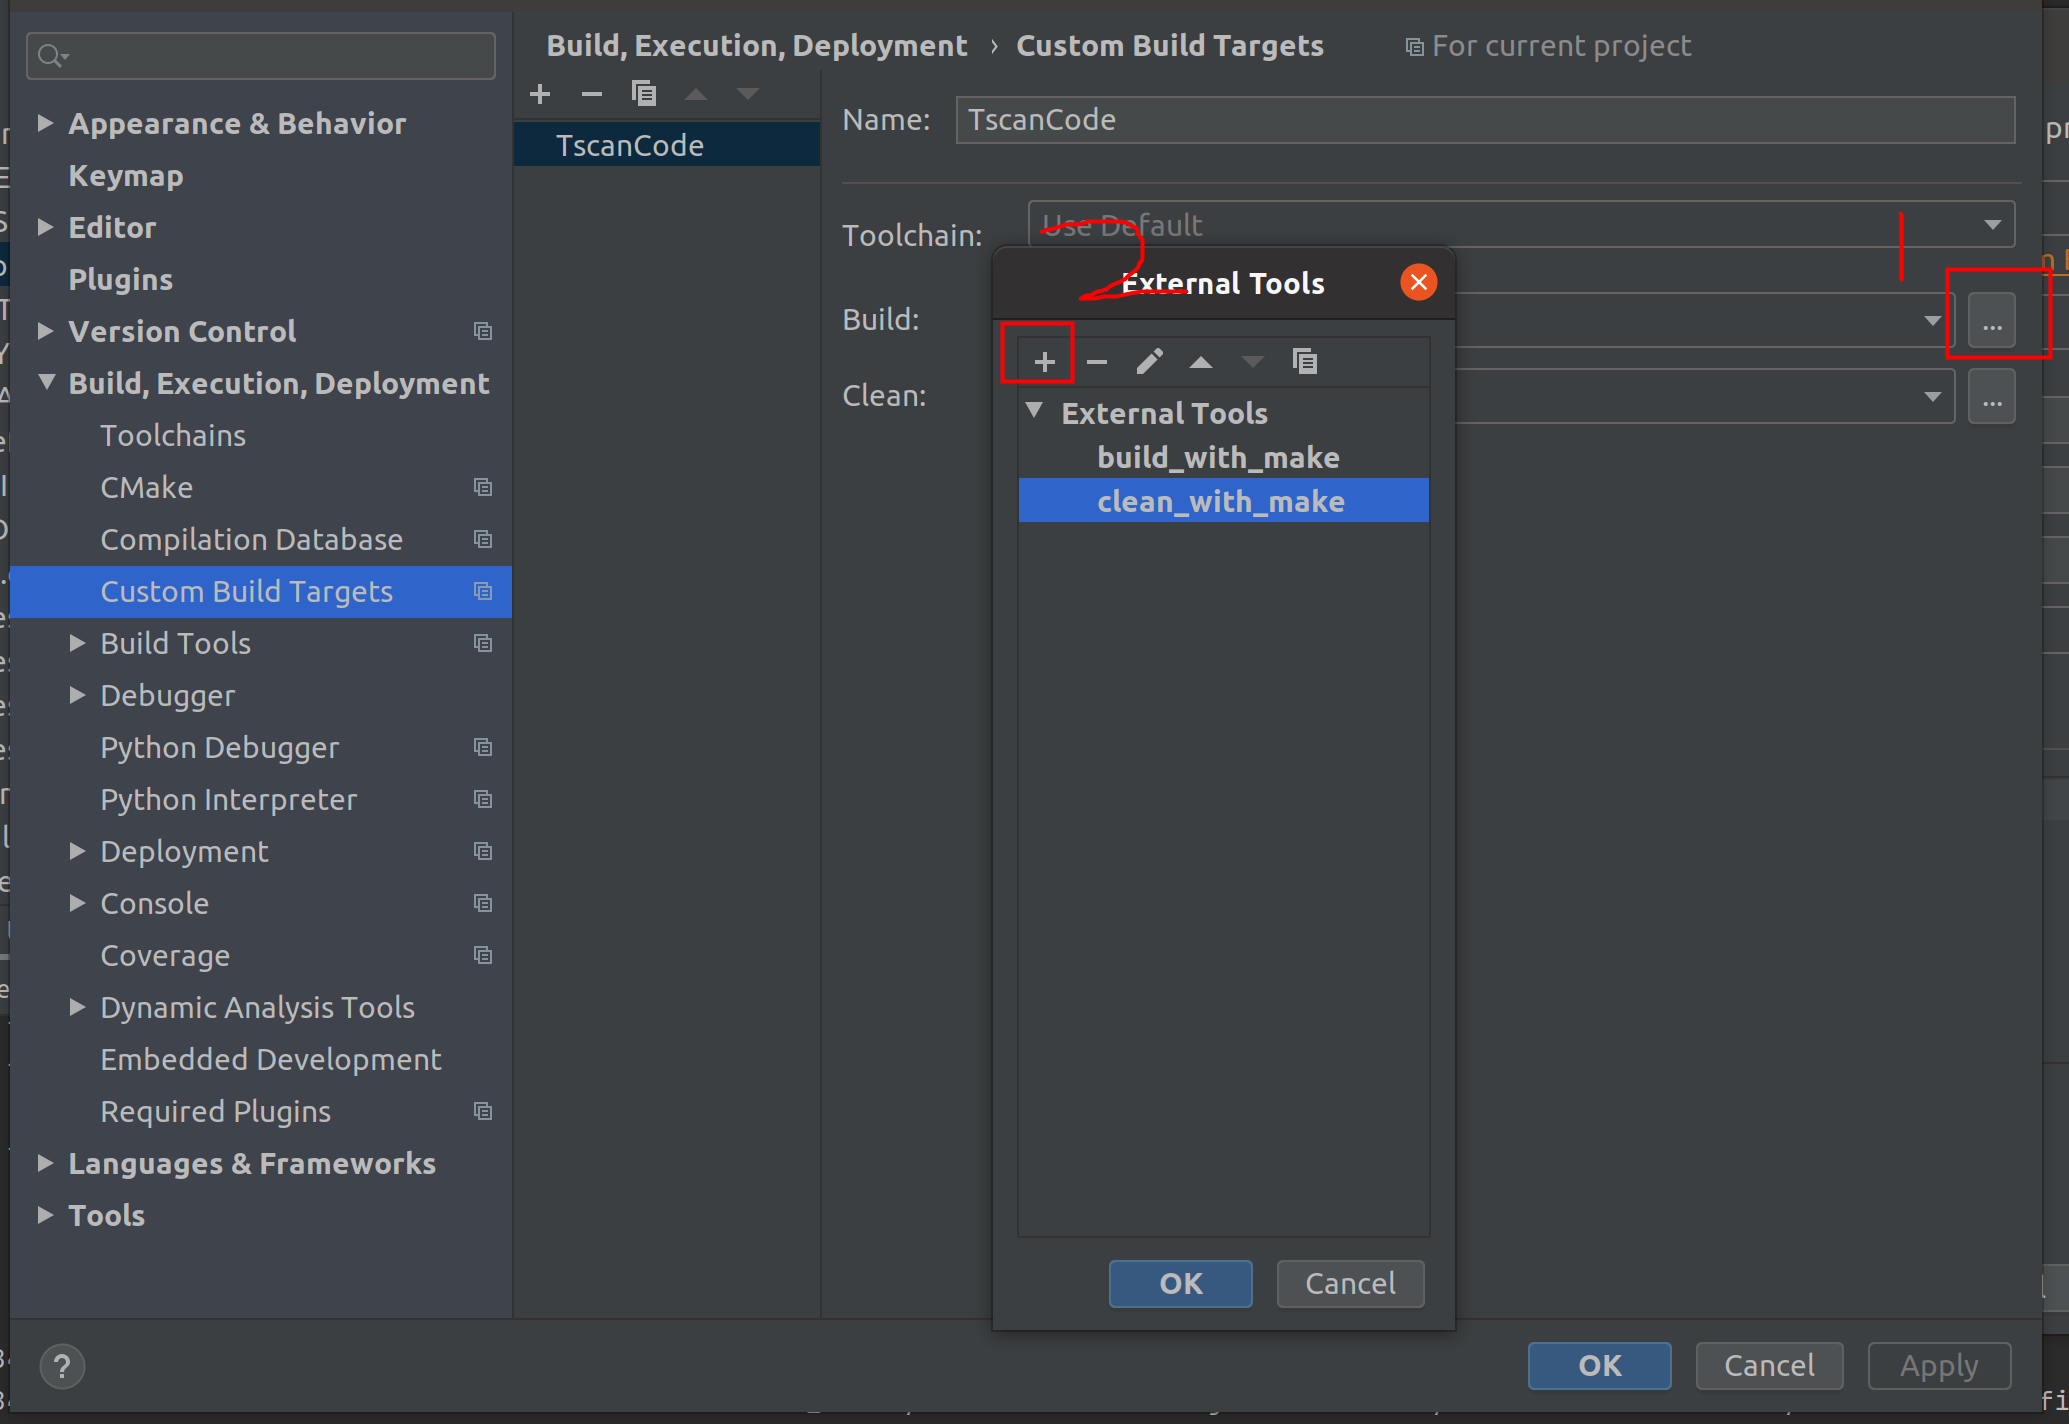 Build, Execution, Deployment › Custom Build Targets For current project
Appearance & Behavior
Keymap
Editor
Plugins
Version Control
Build, Execution, Deployment
Toolchains
CMake
Compilation Database
Custom Build Targets
Build Tools
Debugger
Python Debugger
Python Interpreter
Deployment
Console
Coverage
Dynamic Analysis Tools
Embedded Development
Required Plugins
Languages & Frameworks
Tools
TscanCode
Name: TscanCode
Toolchain: Use Default
Build: ...
Clean: ...
1
2
External Tools
External Tools
build_with_make
clean_with_make
OK Cancel
? OK Cancel Apply